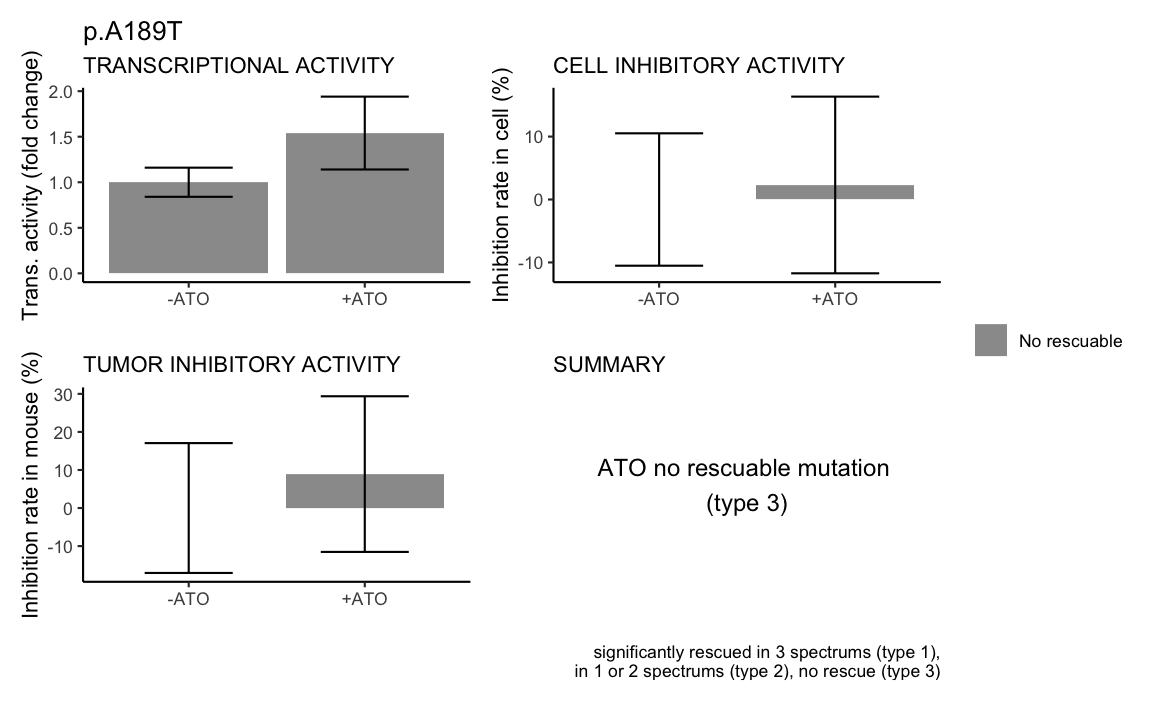 p.A189T
TRANSCRIPTIONAL ACTIVITY
Trans. activity (fold change)
2.0
1.5
1.0
0.5
0.0
-ATO +ATO
CELL INHIBITORY ACTIVITY
Inhibition rate in cell (%)
10
0
-10
-ATO +ATO
No rescuable
TUMOR INHIBITORY ACTIVITY
Inhibition rate in mouse (%)
30
20
10
0
-10
-ATO +ATO
SUMMARY
ATO no rescuable mutation
(type 3)
significantly rescued in 3 spectrums (type 1),
in 1 or 2 spectrums (type 2), no rescue (type 3)